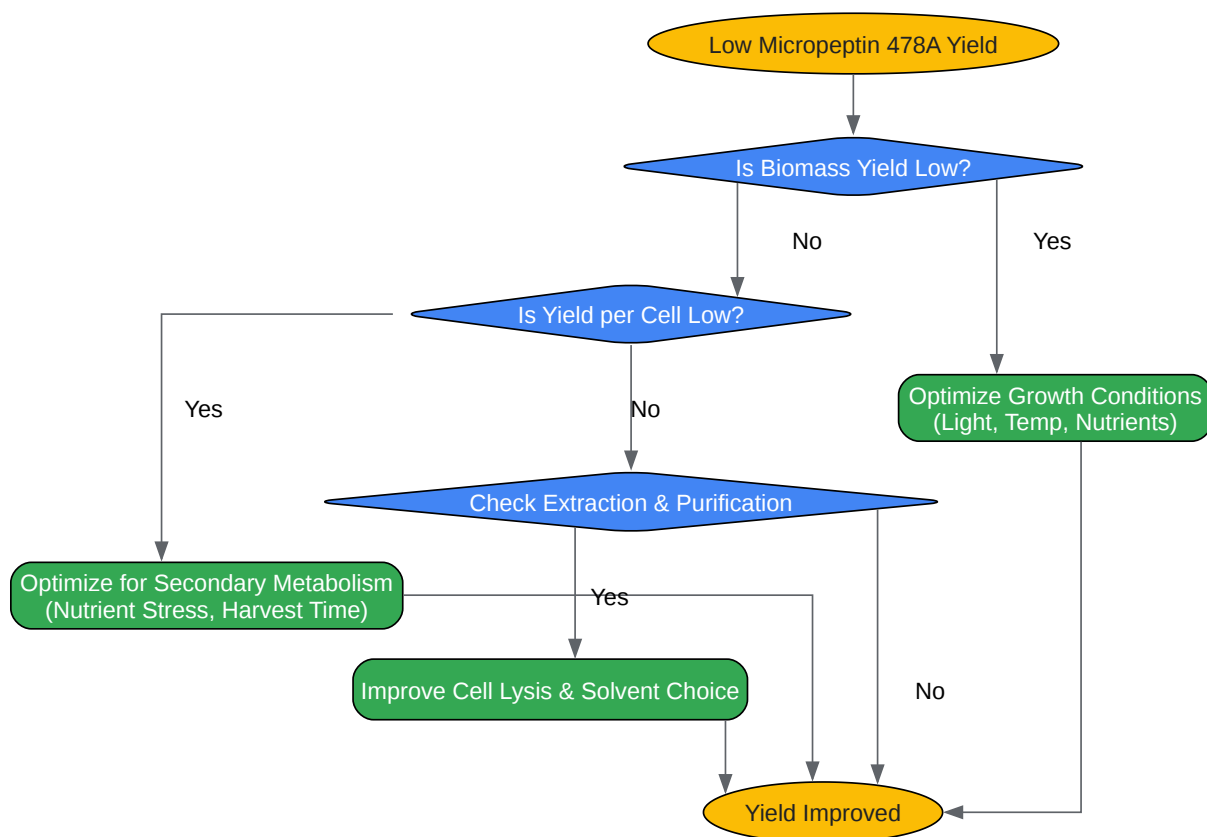 Low Micropeptin 478A Yield
Is Biomass Yield Low?
No
Yes
Is Yield per Cell Low?
Optimize Growth Conditions
(Light, Temp, Nutrients)
Yes
No
Check Extraction & Purification
Optimize for Secondary Metabolism
(Nutrient Stress, Harvest Time)
Yes
Improve Cell Lysis & Solvent Choice
No
Yield Improved